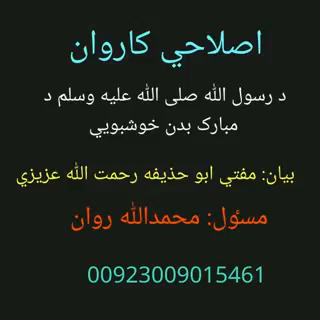 اصلاحي کاروان
د رسول الله صلی الله علیه وسلم د
مبارک بدن خوشبویي
بیان: مفتي ابو حذیفه رحمت الله عزیزي
مسؤل: محمدالله روان
00923009015461